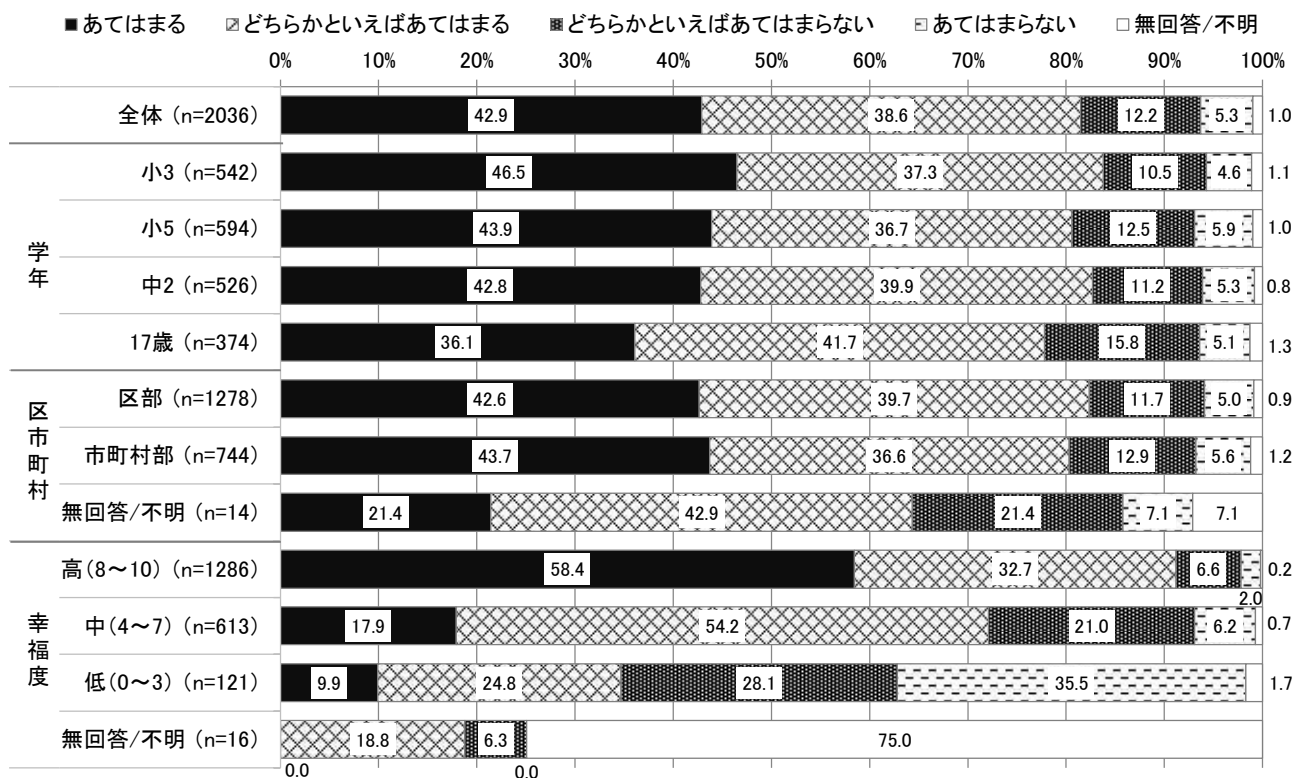 ■あてはまる □どちらかといえばあてはまる ■どちらかといえばあてはまらない □あてはまらない □無回答/不明
0% 10% 20% 30% 40% 50% 60% 70% 80% 90% 100%
全体 (n=2036) 42.9 38.6 12.2 5.3 1.0
学年
小3 (n=542) 46.5 37.3 10.5 4.6 1.1
小5 (n=594) 43.9 36.7 12.5 5.9 1.0
中2 (n=526) 42.8 39.9 11.2 5.3 0.8
17歳 (n=374) 36.1 41.7 15.8 5.1 1.3
区市町村
区部 (n=1278) 42.6 39.7 11.7 5.0 0.9
市町村部 (n=744) 43.7 36.6 12.9 5.6 1.2
無回答/不明 (n=14) 21.4 42.9 21.4 7.1 7.1
幸福度
高(8~10) (n=1286) 58.4 32.7 6.6 2.0 0.2
中(4~7) (n=613) 17.9 54.2 21.0 6.2 0.7
低(0~3) (n=121) 9.9 24.8 28.1 35.5 1.7
無回答/不明 (n=16) 18.8 6.3 75.0
0.0 0.0